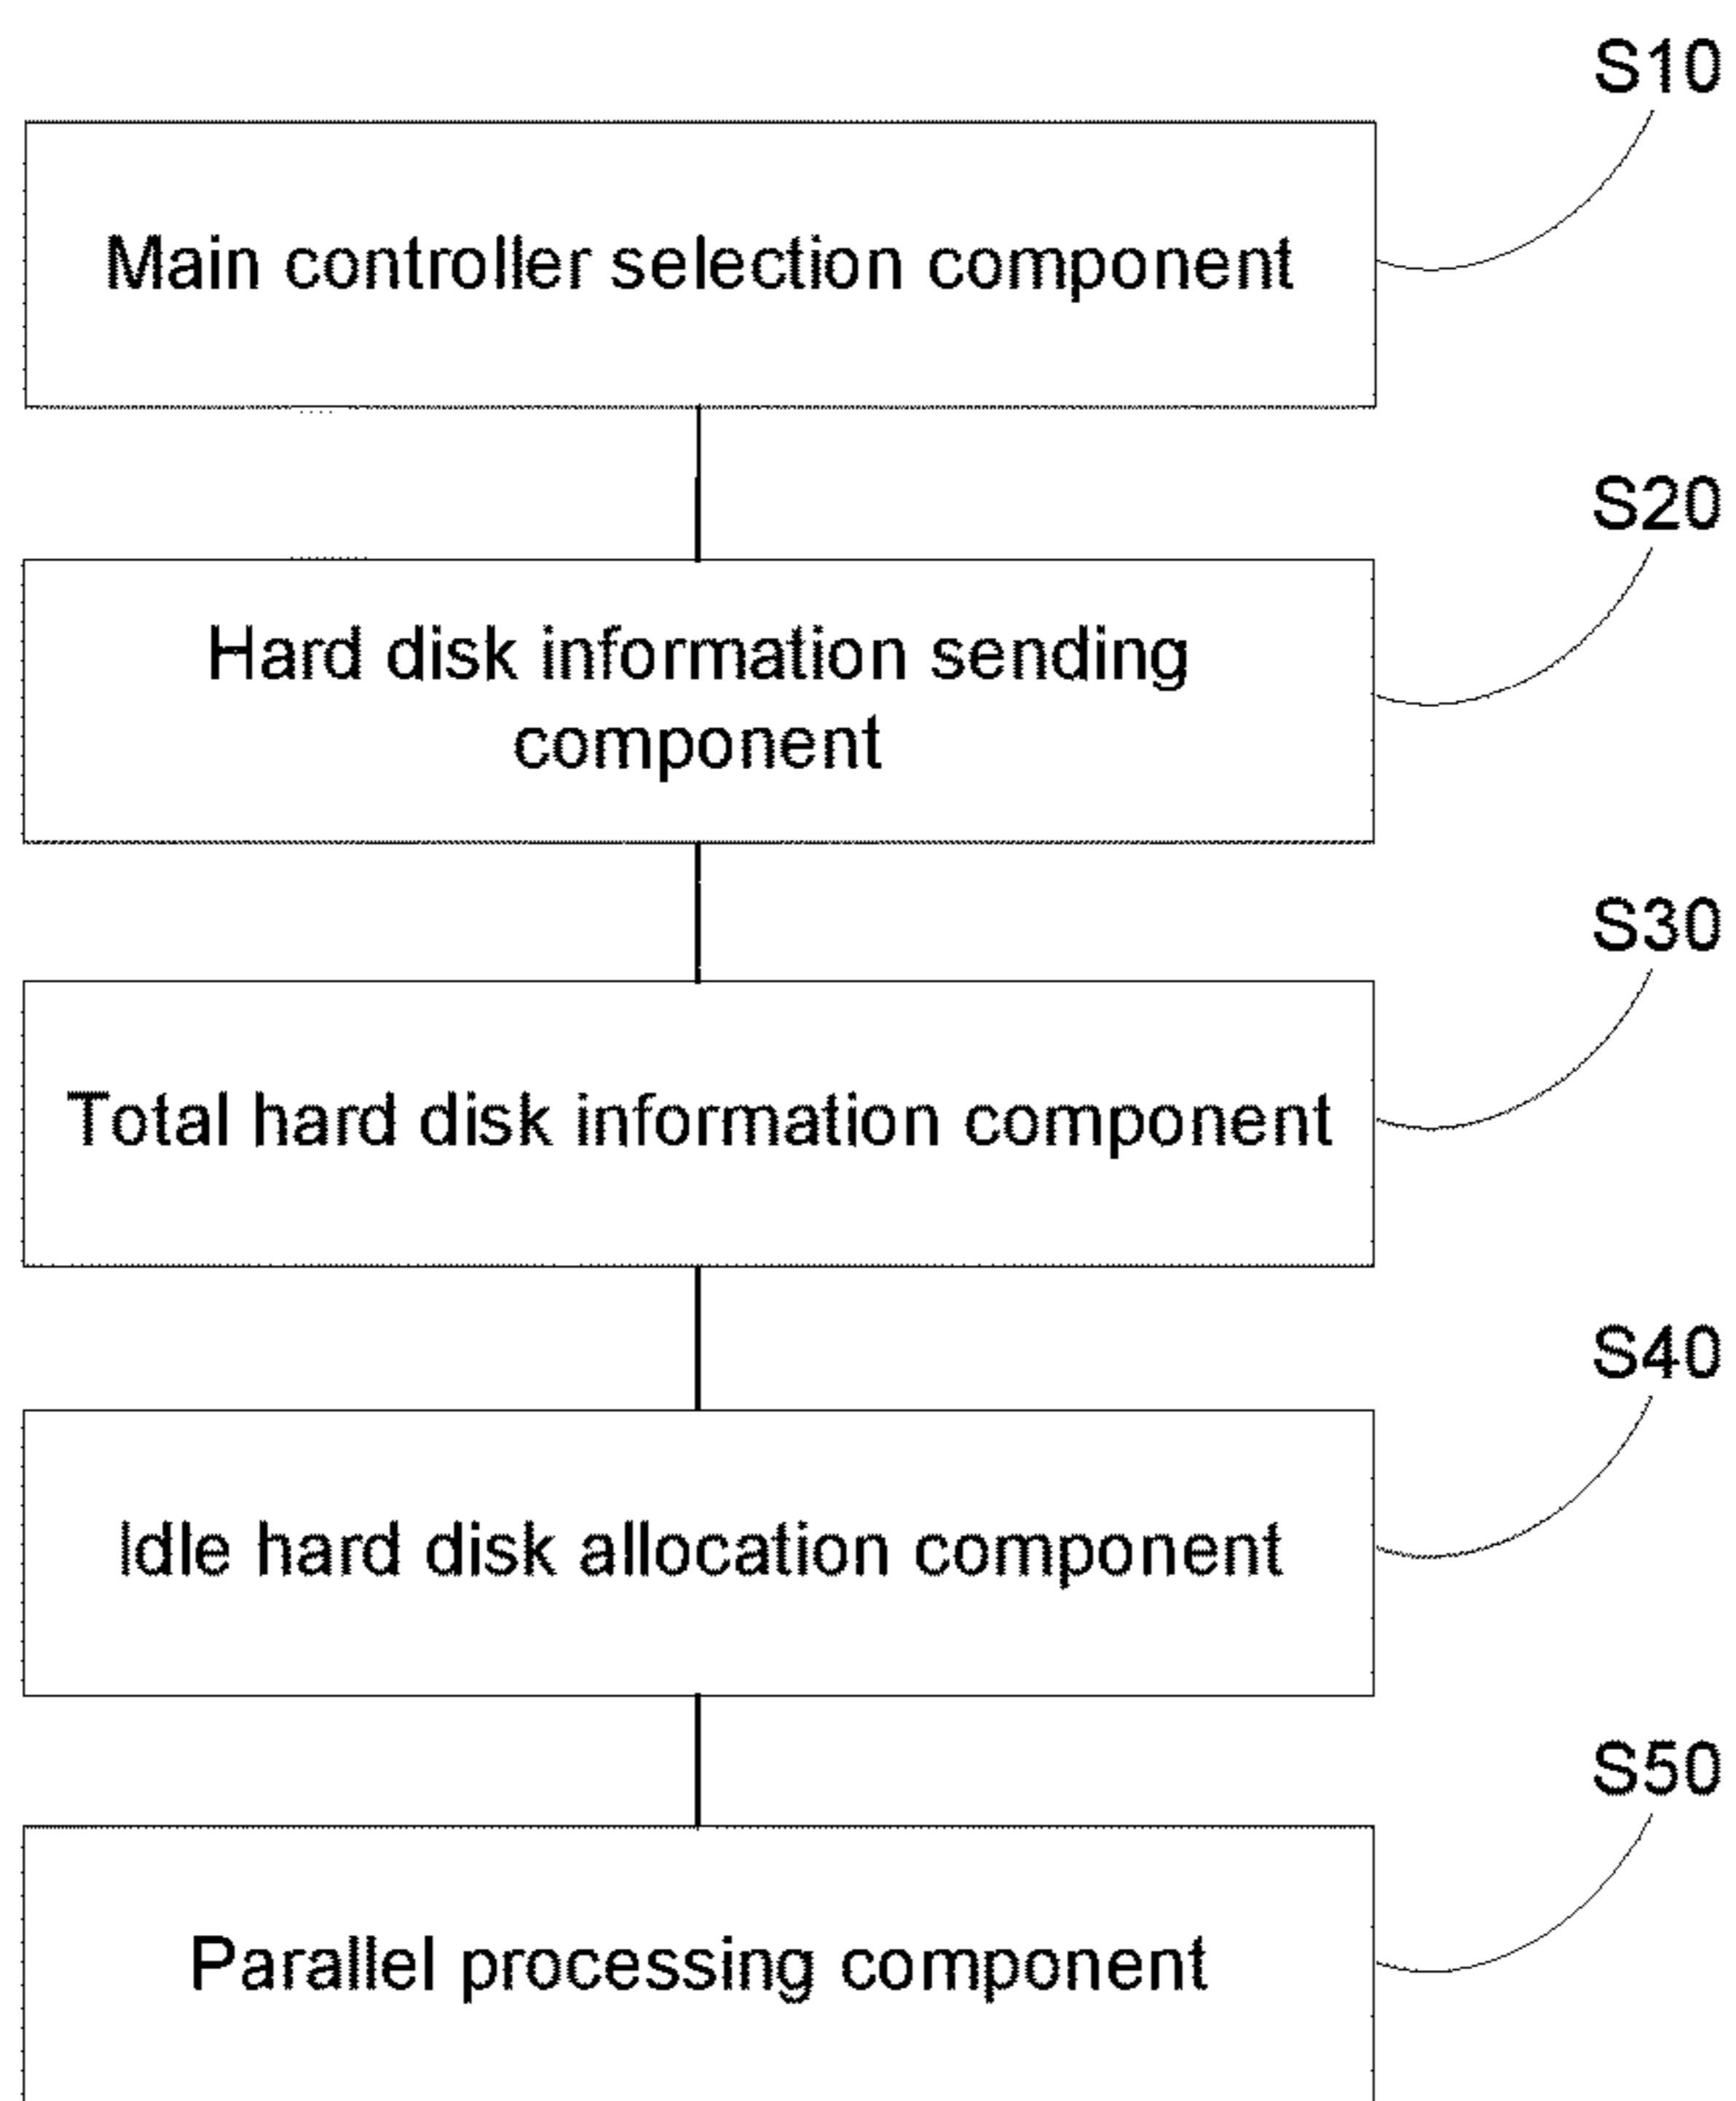 S10
Main controller selection component
S20
Hard disk information sending
component
S30
Total hard disk information component
S40
Idle hard disk allocation component
S50
Parallel processing component